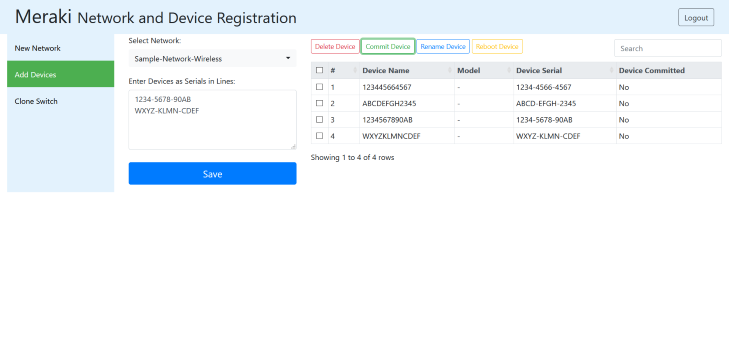 Meraki Network and Device Registration
Logout
New Network
Add Devices
Clone Switch
Select Network:
Sample-Network-Wireless
Enter Devices as Serials in Lines:
1234-5678-90AB
WXYZ-KLMN-CDEF
Save
Delete Device Commit Device Rename Device Reboot Device
Search
# Device Name Model Device Serial Device Committed
1 123445664567 - 1234-4566-4567 No
2 ABCDEFGH2345 - ABCD-EFGH-2345 No
3 1234567890AB - 1234-5678-90AB No
4 WXYZKLMNCDEF - WXYZ-KLMN-CDEF No
Showing 1 to 4 of 4 rows